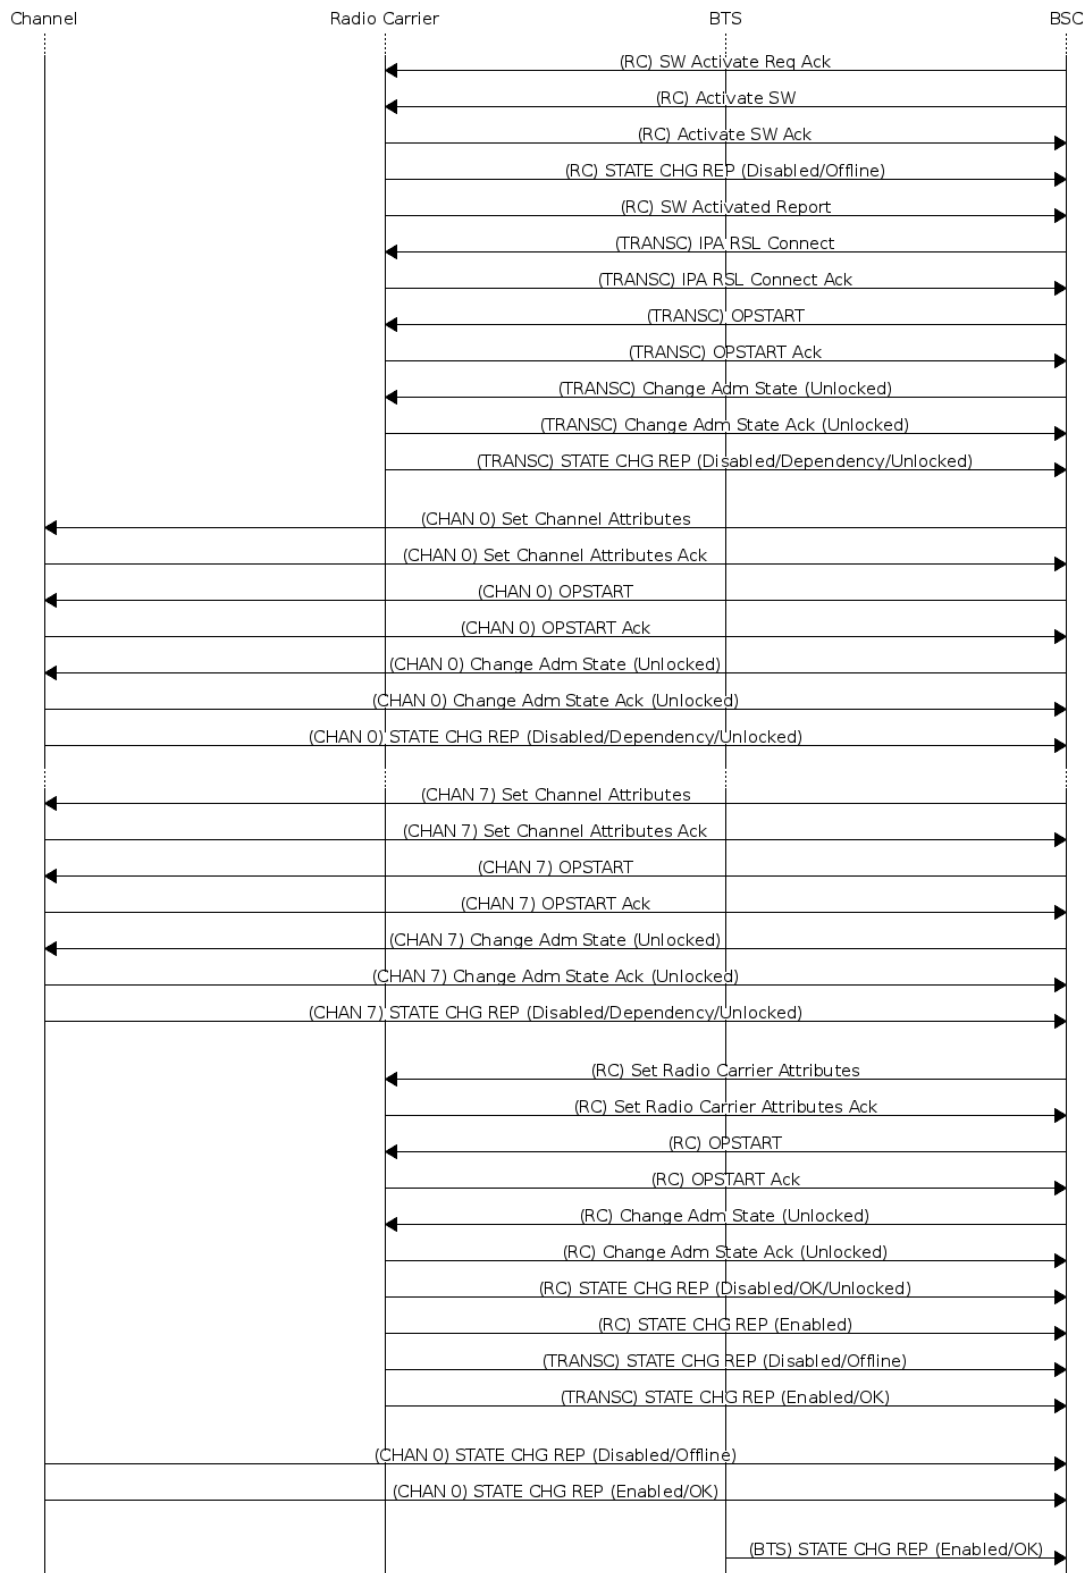 Channel
Radio Carrier
BTS
BSC
(RC) SW Activate Req Ack
(RC) Activate SW
(RC) Activate SW Ack
(RC) STATE CHG REP (Disabled/Offline)
(RC) SW Activated Report
(TRANSC) IPA RSL Connect
(TRANSC) IPA RSL Connect Ack
(TRANSC) OPSTART
(TRANSC) OPSTART Ack
(TRANSC) Change Adm State (Unlocked)
(TRANSC) Change Adm State Ack (Unlocked)
(TRANSC) STATE CHG REP (Disabled/Dependency/Unlocked)
(CHAN 0) Set Channel Attributes
(CHAN 0) Set Channel Attributes Ack
(CHAN 0) OPSTART
(CHAN 0) OPSTART Ack
(CHAN 0) Change Adm State (Unlocked)
(CHAN 0) Change Adm State Ack (Unlocked)
(CHAN 0) STATE CHG REP (Disabled/Dependency/Unlocked)
(CHAN 7) Set Channel Attributes
(CHAN 7) Set Channel Attributes Ack
(CHAN 7) OPSTART
(CHAN 7) OPSTART Ack
(CHAN 7) Change Adm State (Unlocked)
(CHAN 7) Change Adm State Ack (Unlocked)
(CHAN 7) STATE CHG REP (Disabled/Dependency/Unlocked)
(RC) Set Radio Carrier Attributes
(RC) Set Radio Carrier Attributes Ack
(RC) OPSTART
(RC) OPSTART Ack
(RC) Change Adm State (Unlocked)
(RC) Change Adm State Ack (Unlocked)
(RC) STATE CHG REP (Disabled/OK/Unlocked)
(RC) STATE CHG REP (Enabled)
(TRANSC) STATE CHG REP (Disabled/Offline)
(TRANSC) STATE CHG REP (Enabled/OK)
(CHAN 0) STATE CHG REP (Disabled/Offline)
(CHAN 0) STATE CHG REP (Enabled/OK)
(BTS) STATE CHG REP (Enabled/OK)